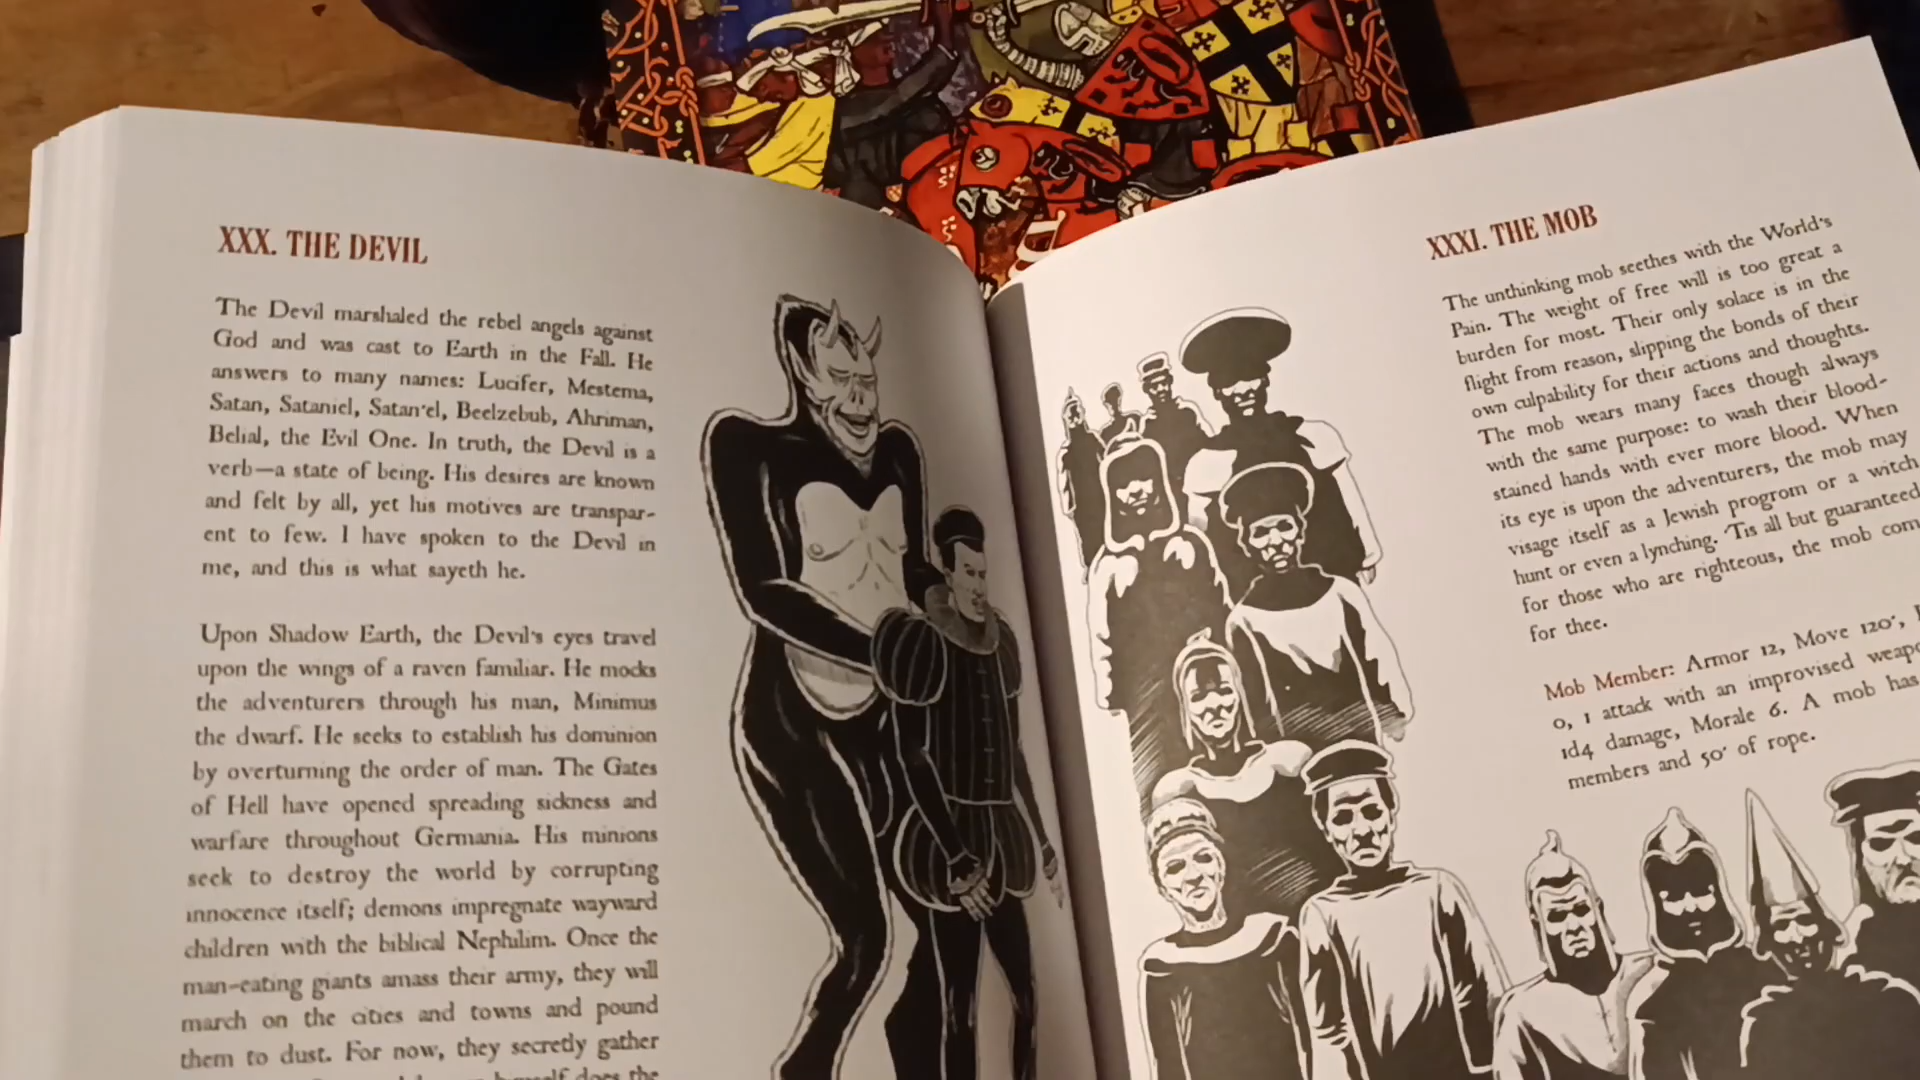 XXX. THE DEVIL
The Devil marshaled the rebel angels against
God and was cast to Earth in the Fall. He
answers to many names: Lucifer, Mestema,
Satan, Sataniel, Satan'el, Beelzebub, Ahriman,
Belial, the Evil One. In truth, the Devil is a
verb—a state of being. His desires are known
and felt by all, yet his motives are transpar-
ent to few. I have spoken to the Devil in
me, and this is what sayeth he.
Upon Shadow Earth, the Devil's eyes travel
upon the wings of a raven familiar. He mocks
the adventurers through his man, Minimus
the dwarf. He seeks to establish his dominion
by overturning the order of man. The Gates
of Hell have opened spreading sickness and
warfare throughout Germania. His minions
seek to destroy the world by corrupting
innocence itself; demons impregnate wayward
children with the biblical Nephilim. Once the
man-eating giants amass their army, they will
march on the cities and towns and pound
them to dust. For now, they secretly gather
himself does the
XXXI. THE MOB
The unthinking mob seethes with the World's
Pain. The weight of free will is too great a
burden for most. Their only solace is in the
flight from reason, slipping the bonds of their
own culpability for their actions and thoughts.
The mob wears many faces though always
with the same purpose: to wash their blood-
stained hands with ever more blood. When
its eye is upon the adventurers, the mob may
visage itself as a Jewish progrom or a witch
hunt or even a lynching. 'Tis all but guaranteed
for those who are righteous, the mob com
for thee.
Mob Member: Armor 12, Move 120',
0, 1 attack with an improvised weap
1d4 damage, Morale 6. A mob has
members and 50' of rope.